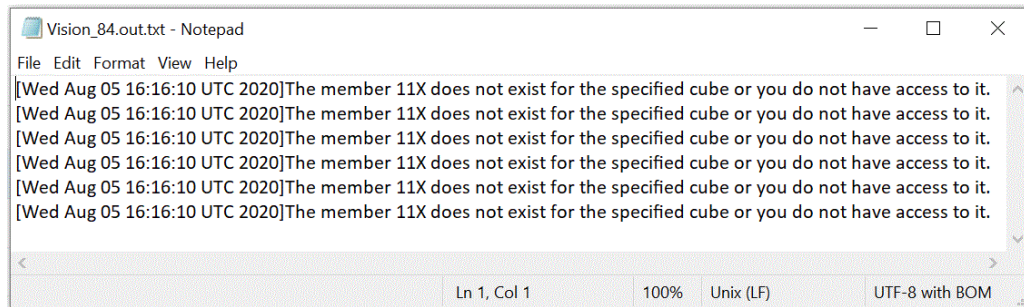 Vision_84.out.txt - Notepad
File Edit Format View Help
[Wed Aug 05 16:16:10 UTC 2020]The member 11X does not exist for the specified cube or you do not have access to it.
[Wed Aug 05 16:16:10 UTC 2020]The member 11X does not exist for the specified cube or you do not have access to it.
[Wed Aug 05 16:16:10 UTC 2020]The member 11X does not exist for the specified cube or you do not have access to it.
[Wed Aug 05 16:16:10 UTC 2020]The member 11X does not exist for the specified cube or you do not have access to it.
[Wed Aug 05 16:16:10 UTC 2020]The member 11X does not exist for the specified cube or you do not have access to it.
[Wed Aug 05 16:16:10 UTC 2020]The member 11X does not exist for the specified cube or you do not have access to it.
Ln 1, Col 1 100% Unix (LF) UTF-8 with BOM